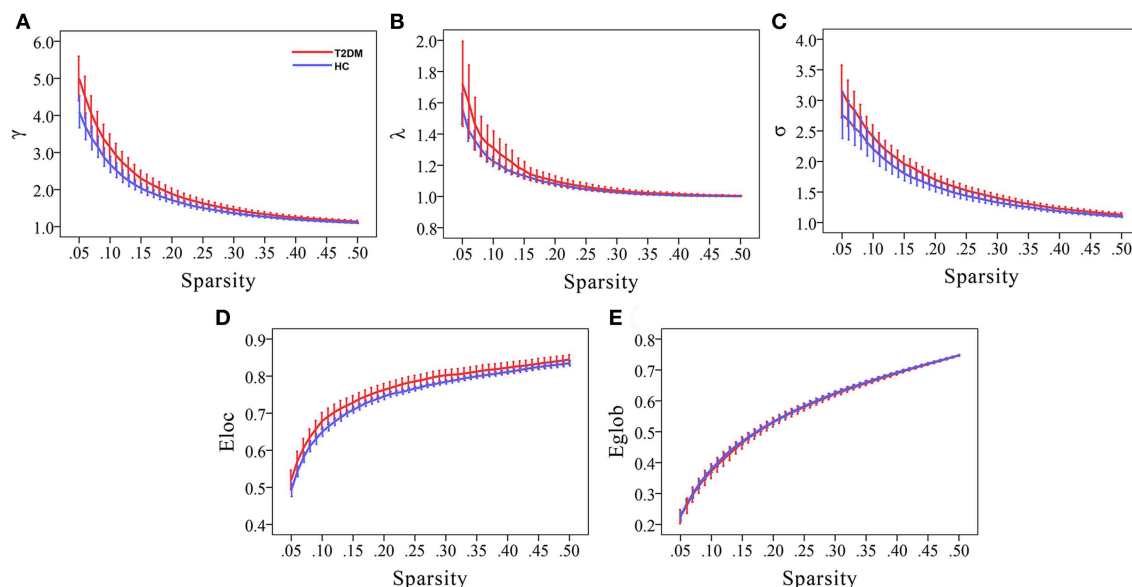 A
B
C
6.0
5.0
4.0
3.0
2.0
1.0
γ
T2DM
HC
.05 .10 .15 .20 .25 .30 .35 .40 .45 .50
Sparsity
2.0
1.8
1.6
1.4
1.2
1.0
0.8
λ
.05 .10 .15 .20 .25 .30 .35 .40 .45 .50
Sparsity
4.0
3.5
3.0
2.5
2.0
1.5
1.0
σ
.05 .10 .15 .20 .25 .30 .35 .40 .45 .50
Sparsity
D
E
0.9
0.8
0.7
0.6
0.5
0.4
Eloc
.05 .10 .15 .20 .25 .30 .35 .40 .45 .50
Sparsity
0.8
0.7
0.6
0.5
0.4
0.3
0.2
Eglob
.05 .10 .15 .20 .25 .30 .35 .40 .45 .50
Sparsity